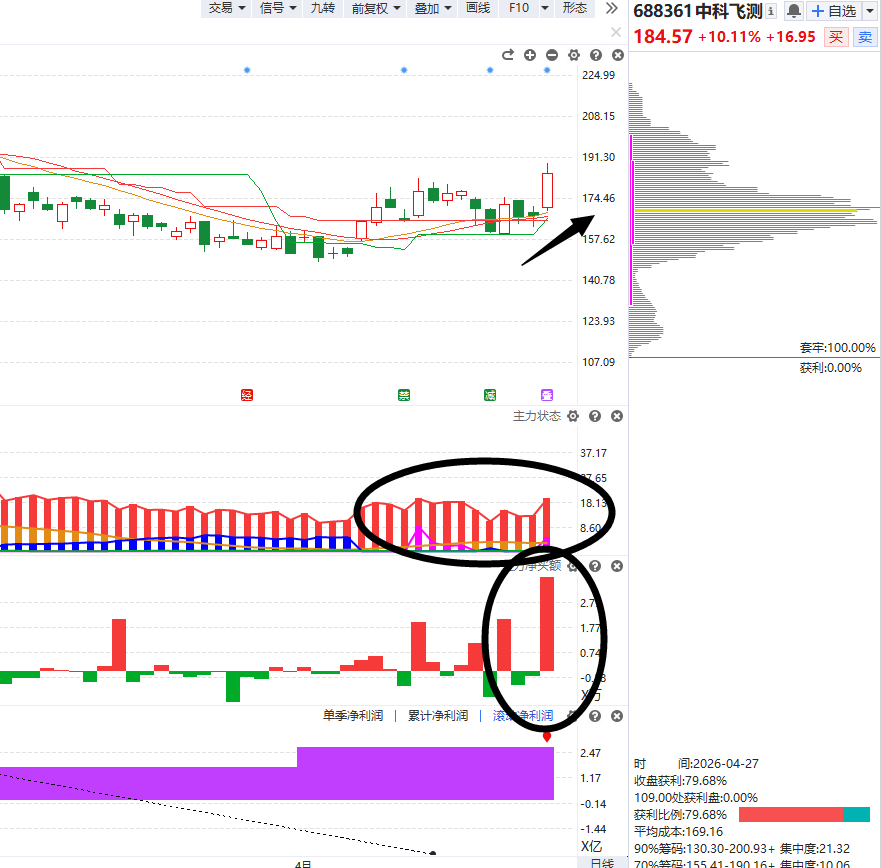 交易 信号 九转 前复权 叠加 画线 F10 形态
688361 中科飞测 i 自选
184.57 +10.11% +16.95 买 卖
224.99
208.15
191.30
174.46
157.62
140.78
123.93
107.09
套牢:100.00%
获利:0.00%
经 禁 减
主力状态
37.17
27.65
18.13
8.60
力净买额
2.7
1.77
0.74
X万
单季净利润 | 累计净利润 | 滚动净利润
2.47
1.17
-0.14
-1.44
X亿
4月 日线
时 间:2026-04-27
收盘获利:79.68%
109.00处获利盘:0.00%
获利比例:79.68%
平均成本:169.16
90%筹码:130.30-200.93+ 集中度:21.32
70%筹码:155.41-190.16+ 集中度:10.06